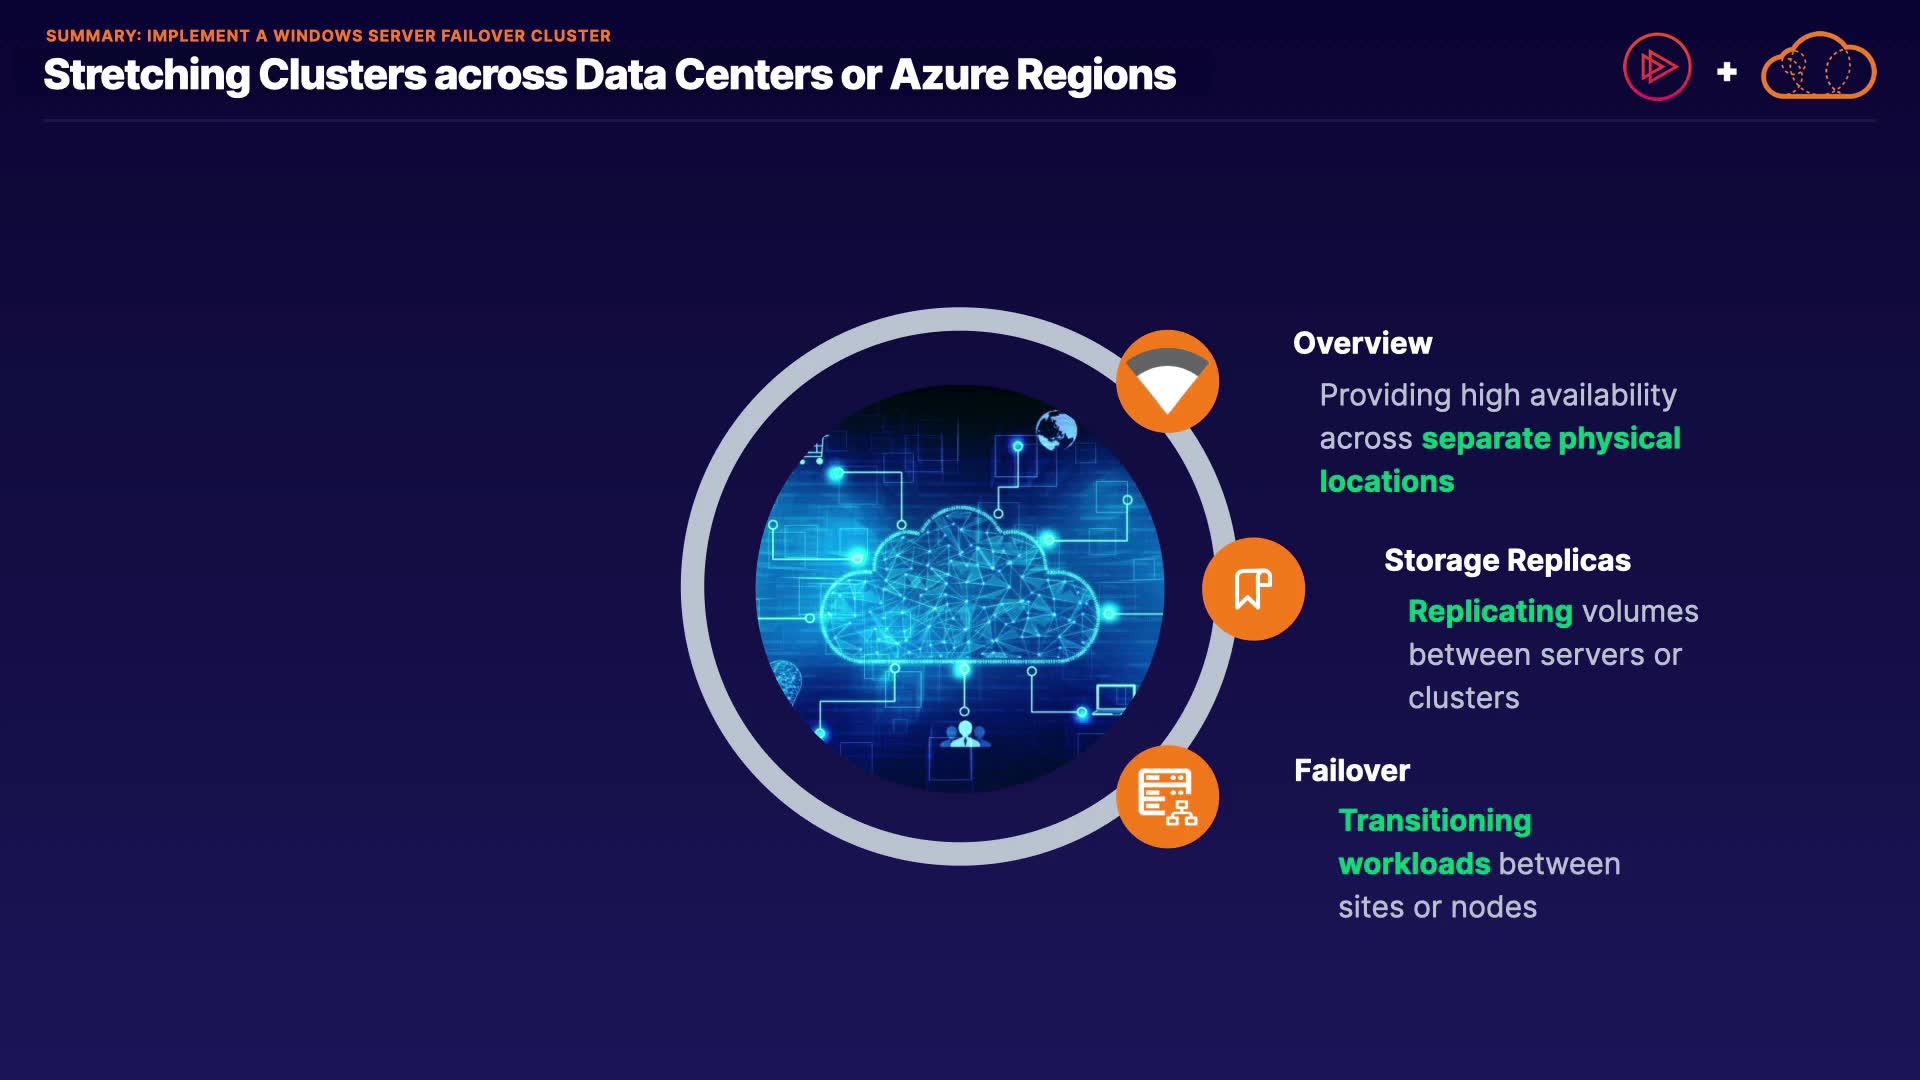 SUMMARY: IMPLEMENT A WINDOWS SERVER FAILOVER CLUSTER
Stretching Clusters across Data Centers or Azure Regions
+
Overview
Providing high availability
across separate physical
locations
Storage Replicas
Replicating volumes
between servers or
clusters
Failover
Transitioning
workloads between
sites or nodes